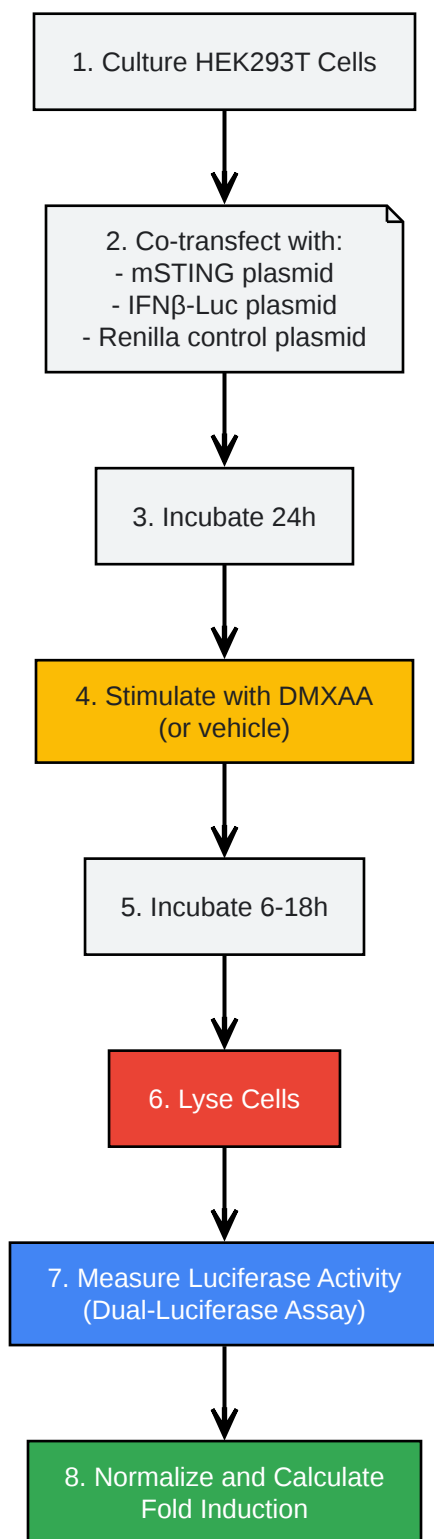 1. Culture HEK293T Cells
2. Co-transfect with:
- mSTING plasmid
- IFNβ-Luc plasmid
- Renilla control plasmid
3. Incubate 24h
4. Stimulate with DMXAA
(or vehicle)
5. Incubate 6-18h
6. Lyse Cells
7. Measure Luciferase Activity
(Dual-Luciferase Assay)
8. Normalize and Calculate
Fold Induction